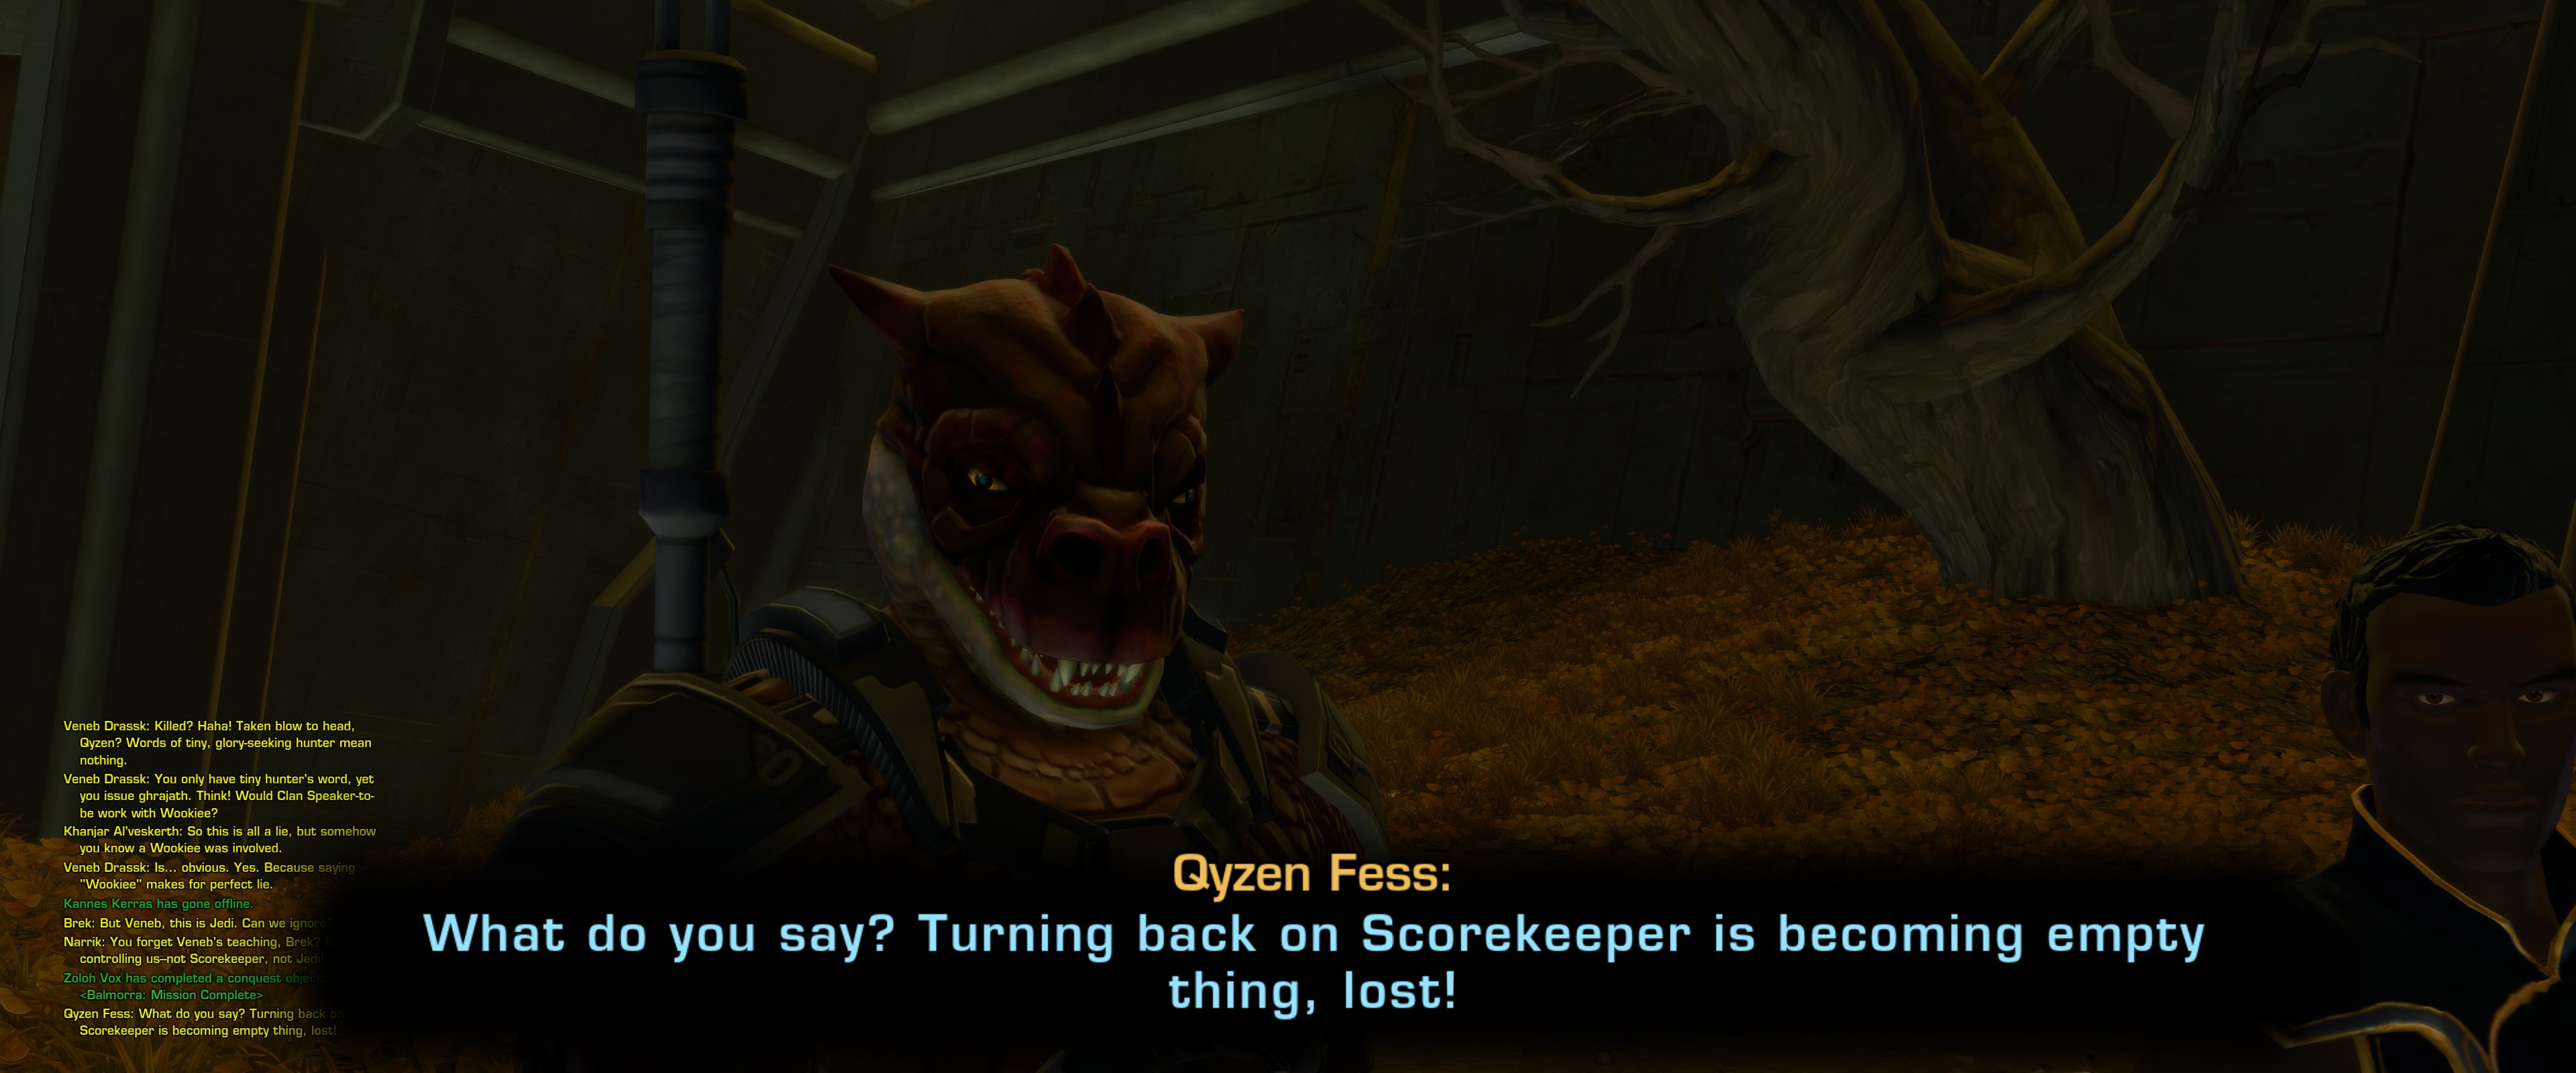 Veneb Drassk: Killed? Haha! Taken blow to head,
Qyzen? Words of tiny, glory-seeking hunter mean
nothing.
Veneb Drassk: You only have tiny hunter's word, yet
you issue ghrajath. Think! Would Clan Speaker-to-
be work with Wookiee?
Khanjar Al'veskerth: So this is all a lie, but somehow
you know a Wookiee was involved.
Veneb Drassk: Is... obvious. Yes. Because saying
"Wookiee" makes for perfect lie.
Kannes Kerras has gone offline.
Brek: But Veneb, this is Jedi. Can we ignore?
Narrik: You forget Veneb's teaching, Brek?
controlling us—not Scorekeeper, not Jedi!
Zoloh Vox has completed a conquest
<Balmorra: Mission Complete>
Qyzen Fess: What do you say? Turning back on
Scorekeeper is becoming empty thing, lost!
Qyzen Fess:
What do you say? Turning back on Scorekeeper is becoming empty
thing, lost!